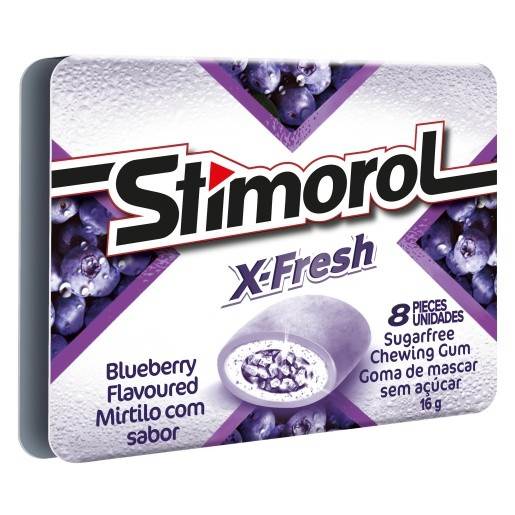 Stimorol
X-Fresh
8 PIECES
UNIDADES
Sugarfree
Chewing Gum
Goma de mascar
sem açúcar
16 g
Blueberry
Flavoured
Mirtilo com
sabor